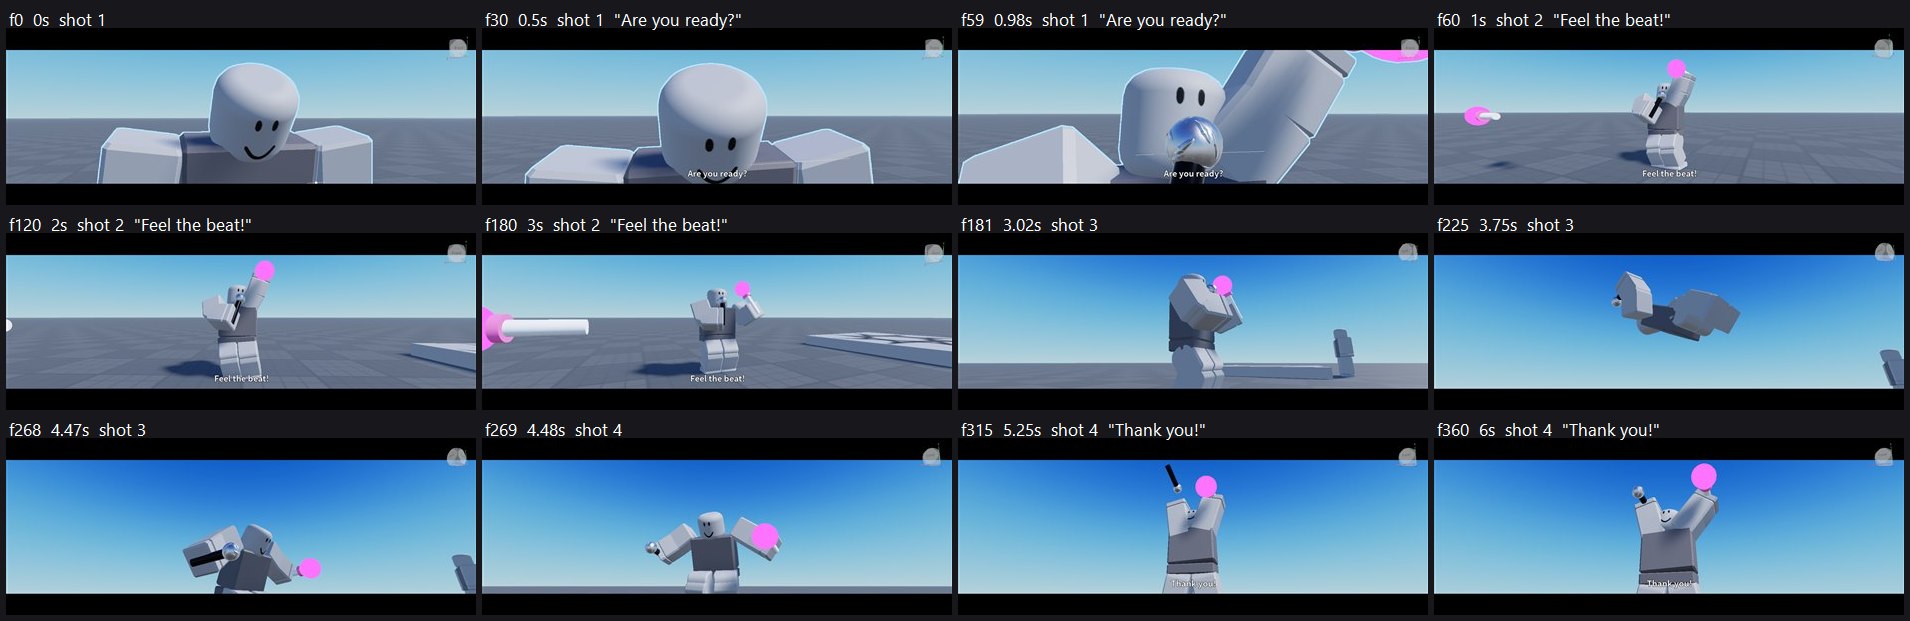 f0 0s shot 1
f30 0.5s shot 1 "Are you ready?"
f59 0.98s shot 1 "Are you ready?"
f60 1s shot 2 "Feel the beat!"
Are you ready?
Are you ready?
Feel the beat!
f120 2s shot 2 "Feel the beat!"
f180 3s shot 2 "Feel the beat!"
f181 3.02s shot 3
f225 3.75s shot 3
Feel the beat!
Feel the beat!
f268 4.47s shot 3
f269 4.48s shot 4
f315 5.25s shot 4 "Thank you!"
f360 6s shot 4 "Thank you!"
Thank you!
Thank you!